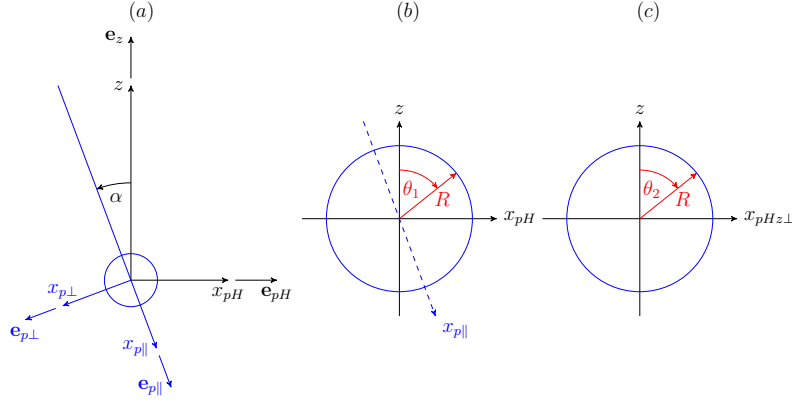 (a)
e_z
z
α
x_{pH}
e_{pH}
x_{p⊥}
e_{p⊥}
x_{p∥}
e_{p∥}
(b)
z
θ_1
R
x_{pH}
x_{p∥}
(c)
z
θ_2
R
x_{pHz⊥}